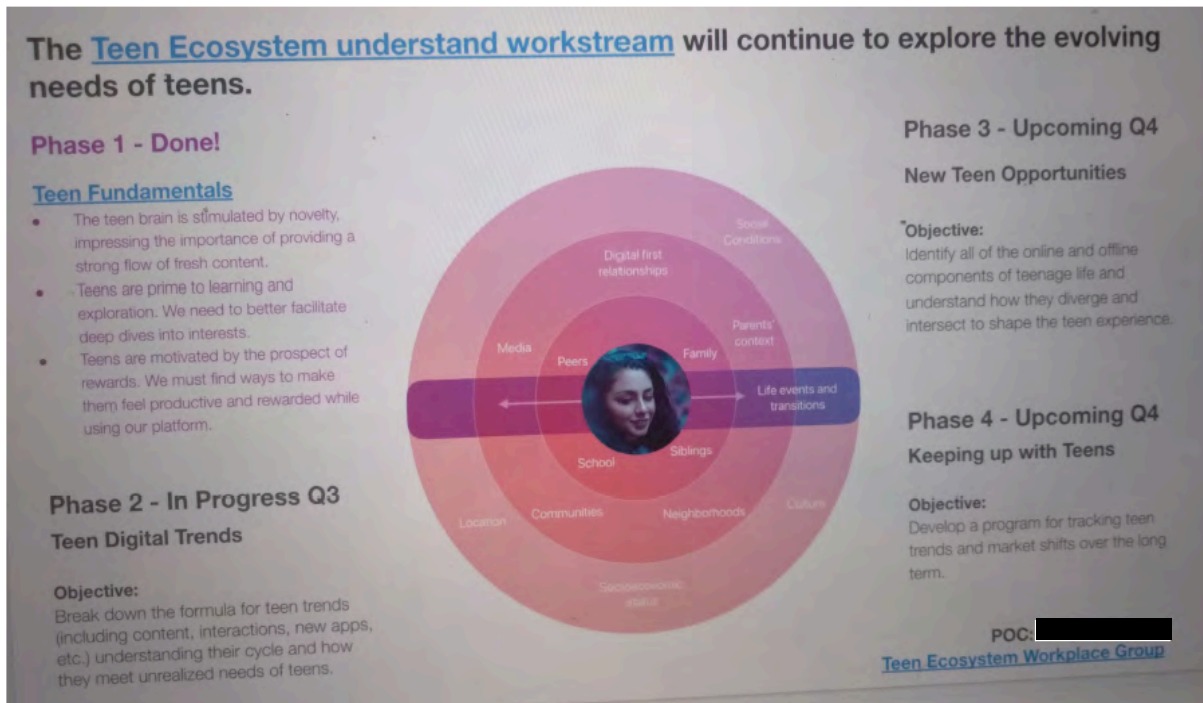 The Teen Ecosystem understand workstream will continue to explore the evolving
needs of teens.
Phase 1 - Done!
Teen Fundamentals
• The teen brain is stimulated by novelty,
impressing the importance of providing a
strong flow of fresh content.
• Teens are prime to learning and
exploration. We need to better facilitate
deep dives into interests.
• Teens are motivated by the prospect of
rewards. We must find ways to make
them feel productive and rewarded while
using our platform.
Phase 2 - In Progress Q3
Teen Digital Trends
Objective:
Break down the formula for teen trends
(including content, interactions, new apps,
etc.) understanding their cycle and how
they meet unrealized needs of teens.
Social
Conditions
Digital first
relationships
Parents'
context
Media
Peers
Family
Life events and
transitions
School
Siblings
Location
Communities
Neighborhoods
Culture
Socioeconomic
status
Phase 3 - Upcoming Q4
New Teen Opportunities
Objective:
Identify all of the online and offline
components of teenage life and
understand how they diverge and
intersect to shape the teen experience.
Phase 4 - Upcoming Q4
Keeping up with Teens
Objective:
Develop a program for tracking teen
trends and market shifts over the long
term.
POC:
Teen Ecosystem Workplace Group